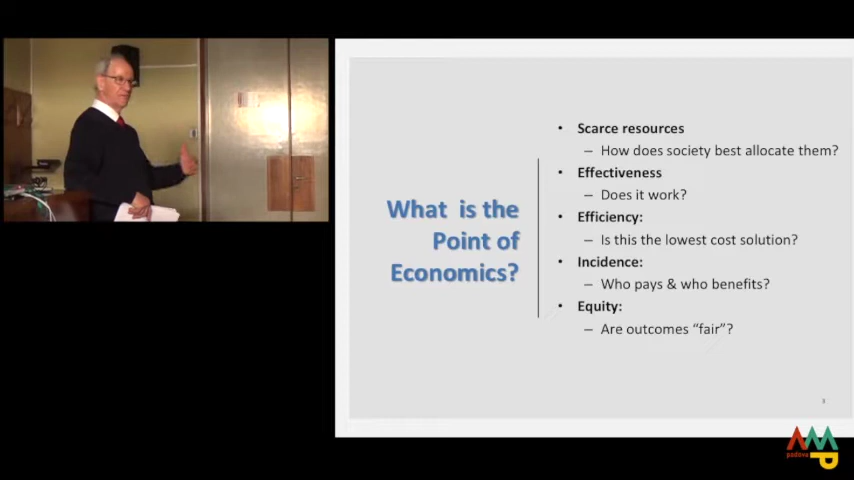 What  is the
Point of
Economics?
• Scarce resources
– How does society best allocate them?
• Effectiveness
– Does it work?
• Efficiency:
– Is this the lowest cost solution?
• Incidence:
– Who pays & who benefits?
• Equity:
– Are outcomes “fair”?
3
padova
P